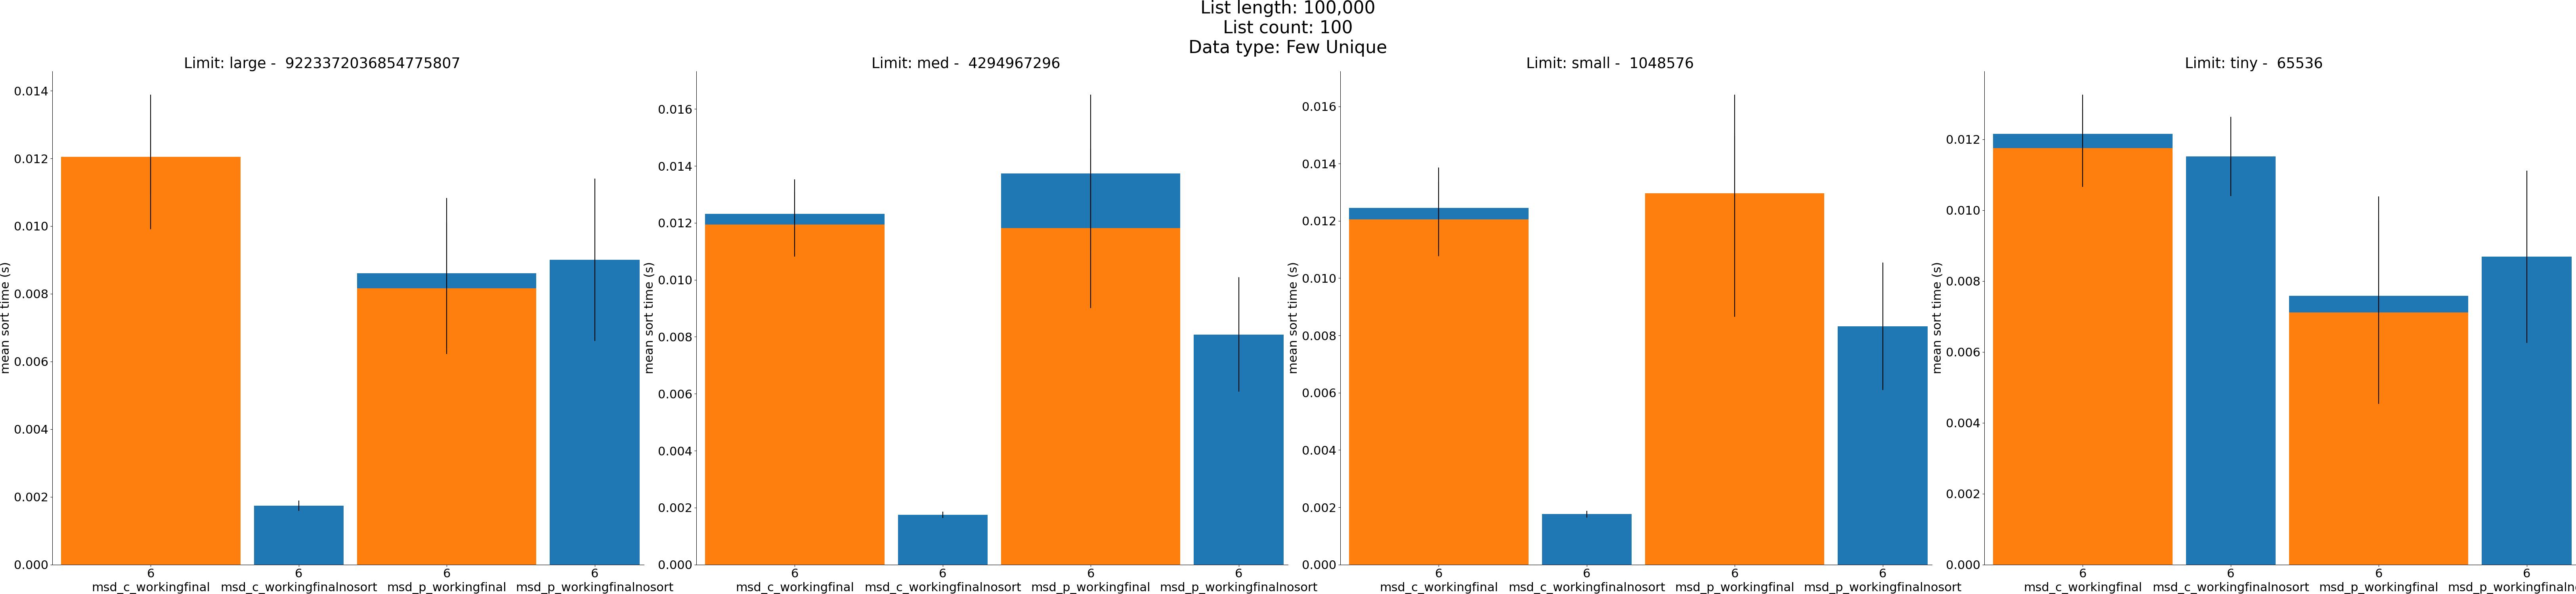 List length: 100,000
List count: 100
Data type: Few Unique
Limit: large -  9223372036854775807
mean sort time (s)
0.014
0.012
0.010
0.008
0.006
0.004
0.002
0.000
6
6
6
6
msd_c_workingfinal
msd_c_workingfinalnosort
msd_p_workingfinal
msd_p_workingfinalnosort
Limit: med -  4294967296
mean sort time (s)
0.016
0.014
0.012
0.010
0.008
0.006
0.004
0.002
0.000
6
6
6
6
msd_c_workingfinal
msd_c_workingfinalnosort
msd_p_workingfinal
msd_p_workingfinalnosort
Limit: small -  1048576
mean sort time (s)
0.016
0.014
0.012
0.010
0.008
0.006
0.004
0.002
0.000
6
6
6
6
msd_c_workingfinal
msd_c_workingfinalnosort
msd_p_workingfinal
msd_p_workingfinalnosort
Limit: tiny -  65536
mean sort time (s)
0.012
0.010
0.008
0.006
0.004
0.002
0.000
6
6
6
6
msd_c_workingfinal
msd_c_workingfinalnosort
msd_p_workingfinal
msd_p_workingfinaln